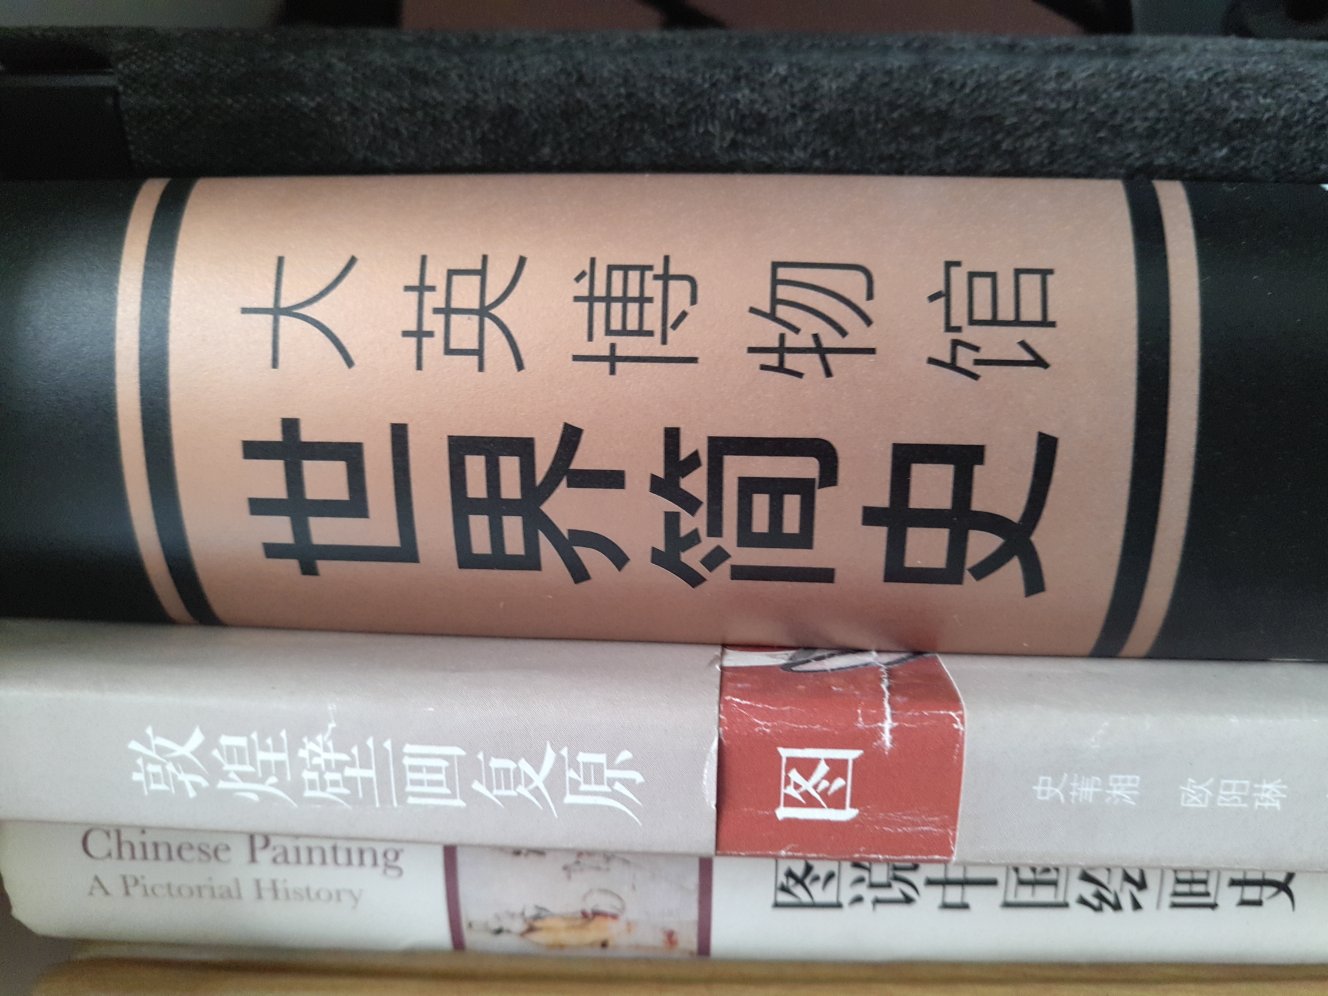 大英博物馆
世界简史
敦煌壁画复原
图
史苇湘 欧阳琳
Chinese Painting
A Pictorial History
图说中国绘画史